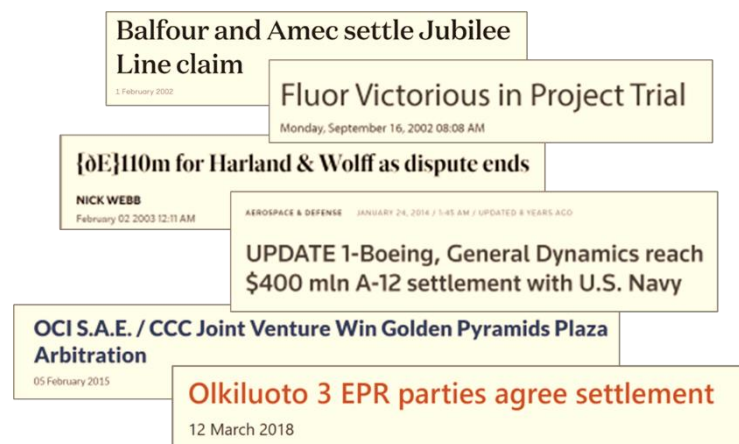 Balfour and Amec settle Jubilee
Line claim
1 February 2002
Fluor Victorious in Project Trial
Monday, September 16, 2002 08:08 AM
{ðE}110m for Harland & Wolff as dispute ends
NICK WEBB
February 02 2003 12:11 AM
AEROSPACE & DEFENSE JANUARY 24, 2014 / 1:45 AM / UPDATED 8 YEARS AGO
UPDATE 1-Boeing, General Dynamics reach
$400 mln A-12 settlement with U.S. Navy
OCI S.A.E. / CCC Joint Venture Win Golden Pyramids Plaza
Arbitration
05 February 2015
Olkiluoto 3 EPR parties agree settlement
12 March 2018